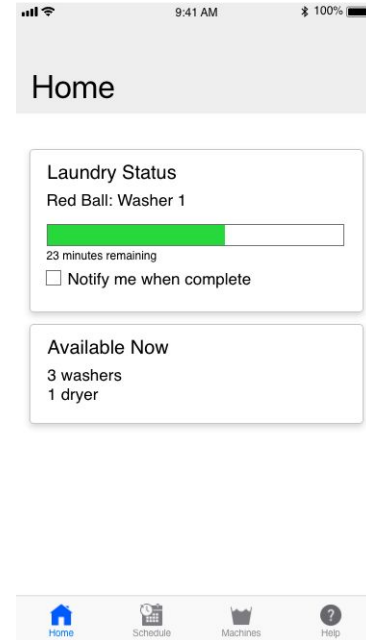 9:41 AM
100%
Home
Laundry Status
Red Ball: Washer 1
23 minutes remaining
Notify me when complete
Available Now
3 washers
1 dryer
Home Schedule Machines Help